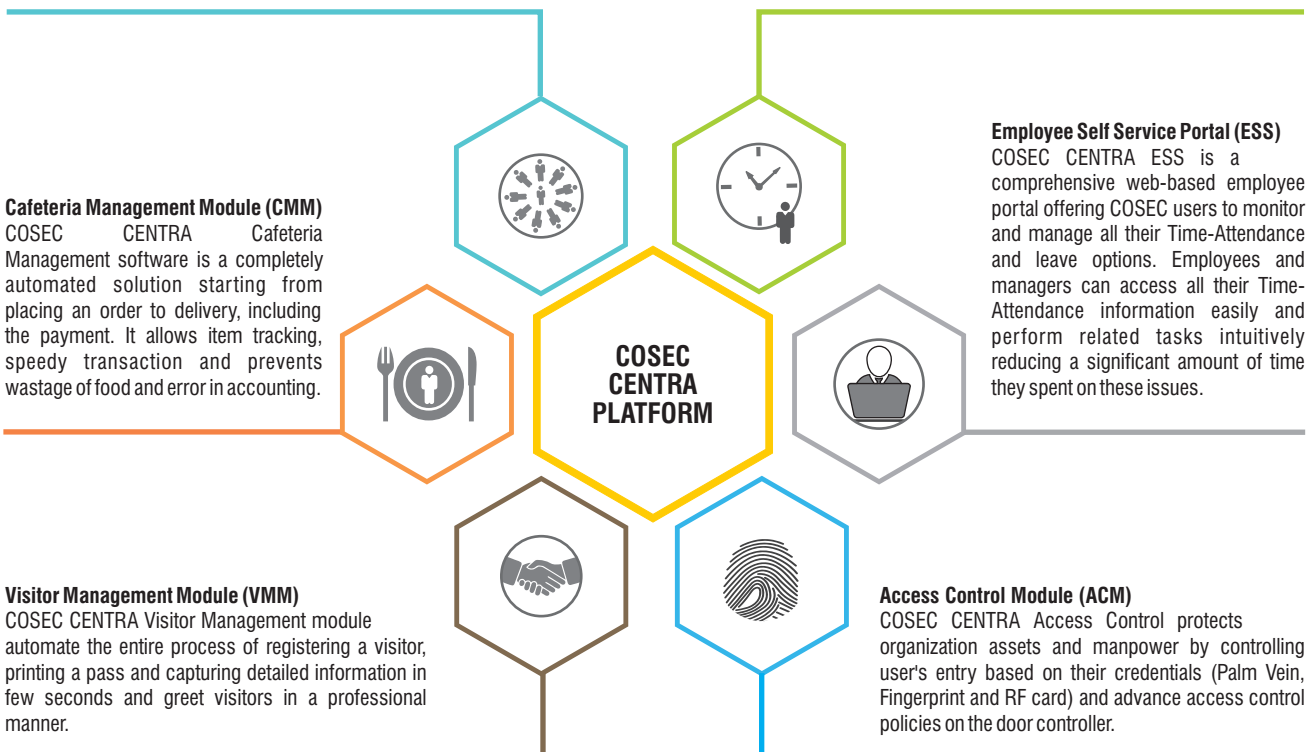 Cafeteria Management Module (CMM)
COSEC CENTRA Cafeteria
Management software is a completely
automated solution starting from
placing an order to delivery, including
the payment. It allows item tracking,
speedy transaction and prevents
wastage of food and error in accounting.
COSEC
CENTRA
PLATFORM
Employee Self Service Portal (ESS)
COSEC CENTRA ESS is a
comprehensive web-based employee
portal offering COSEC users to monitor
and manage all their Time-Attendance
and leave options. Employees and
managers can access all their Time-
Attendance information easily and
perform related tasks intuitively
reducing a significant amount of time
they spent on these issues.
Visitor Management Module (VMM)
COSEC CENTRA Visitor Management module
automate the entire process of registering a visitor,
printing a pass and capturing detailed information in
few seconds and greet visitors in a professional
manner.
Access Control Module (ACM)
COSEC CENTRA Access Control protects
organization assets and manpower by controlling
user's entry based on their credentials (Palm Vein,
Fingerprint and RF card) and advance access control
policies on the door controller.